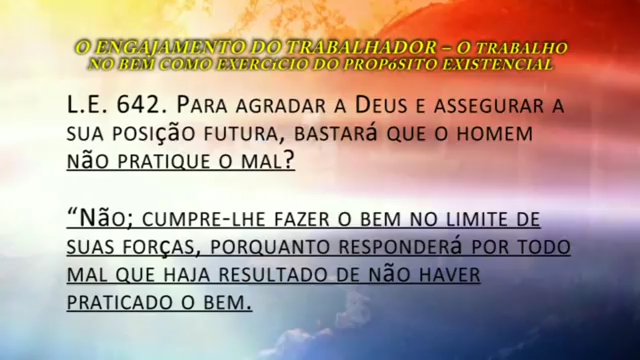 O ENGAJAMENTO DO TRABALHADOR – O TRABALHO
NO BEM COMO EXERCíCIO DO PROPóSITO EXISTENCIAL
L.E. 642. PARA AGRADAR A DEUS E ASSEGURAR A
SUA POSIÇãO FUTURA, BASTARá QUE O HOMEM
NãO PRATIQUE O MAL?
“NãO; CUMPRE-LHE FAZER O BEM NO LIMITE DE
SUAS FORÇAS, PORQUANTO RESPONDERá POR TODO
MAL QUE HAJA RESULTADO DE NãO HAVER
PRATICADO O BEM.